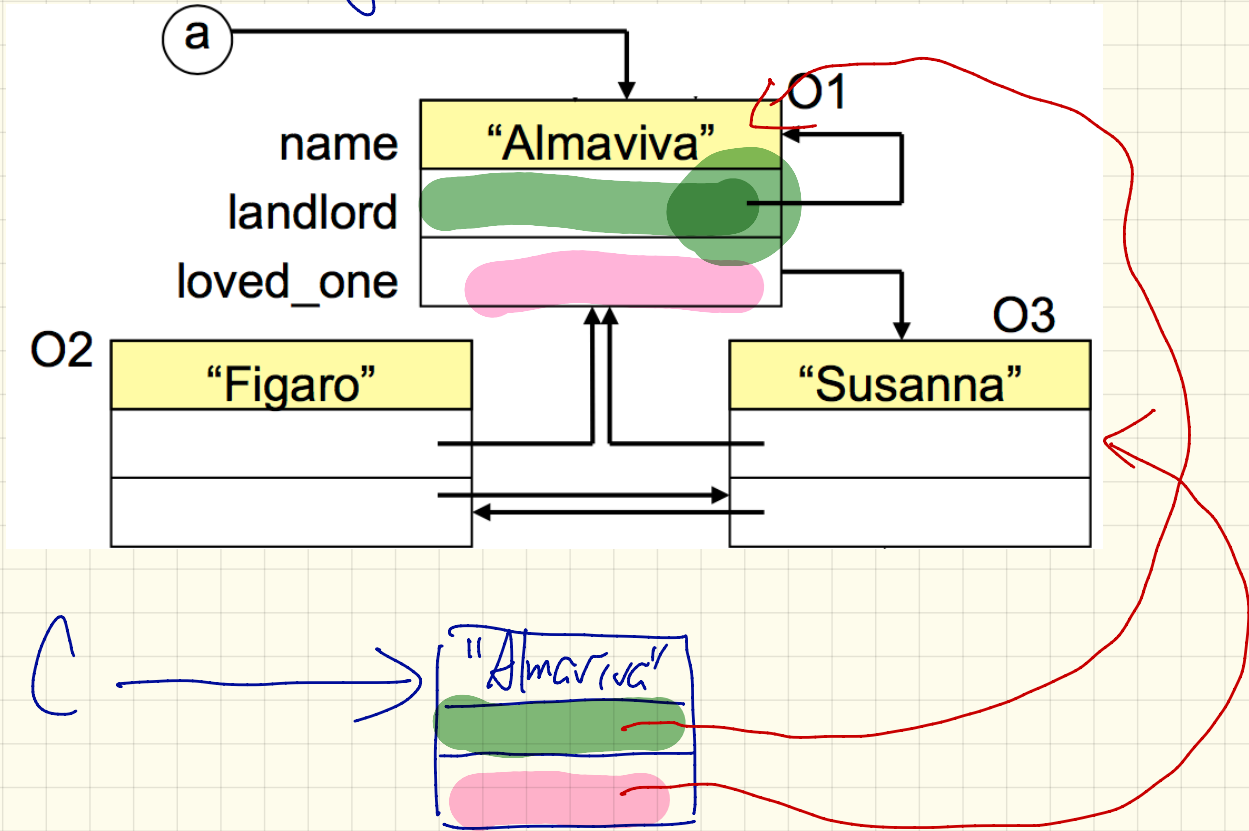 a
O1
name “Almaviva”
landlord
loved_one
O3
O2
“Figaro” “Susanna”
C "Almaviva"